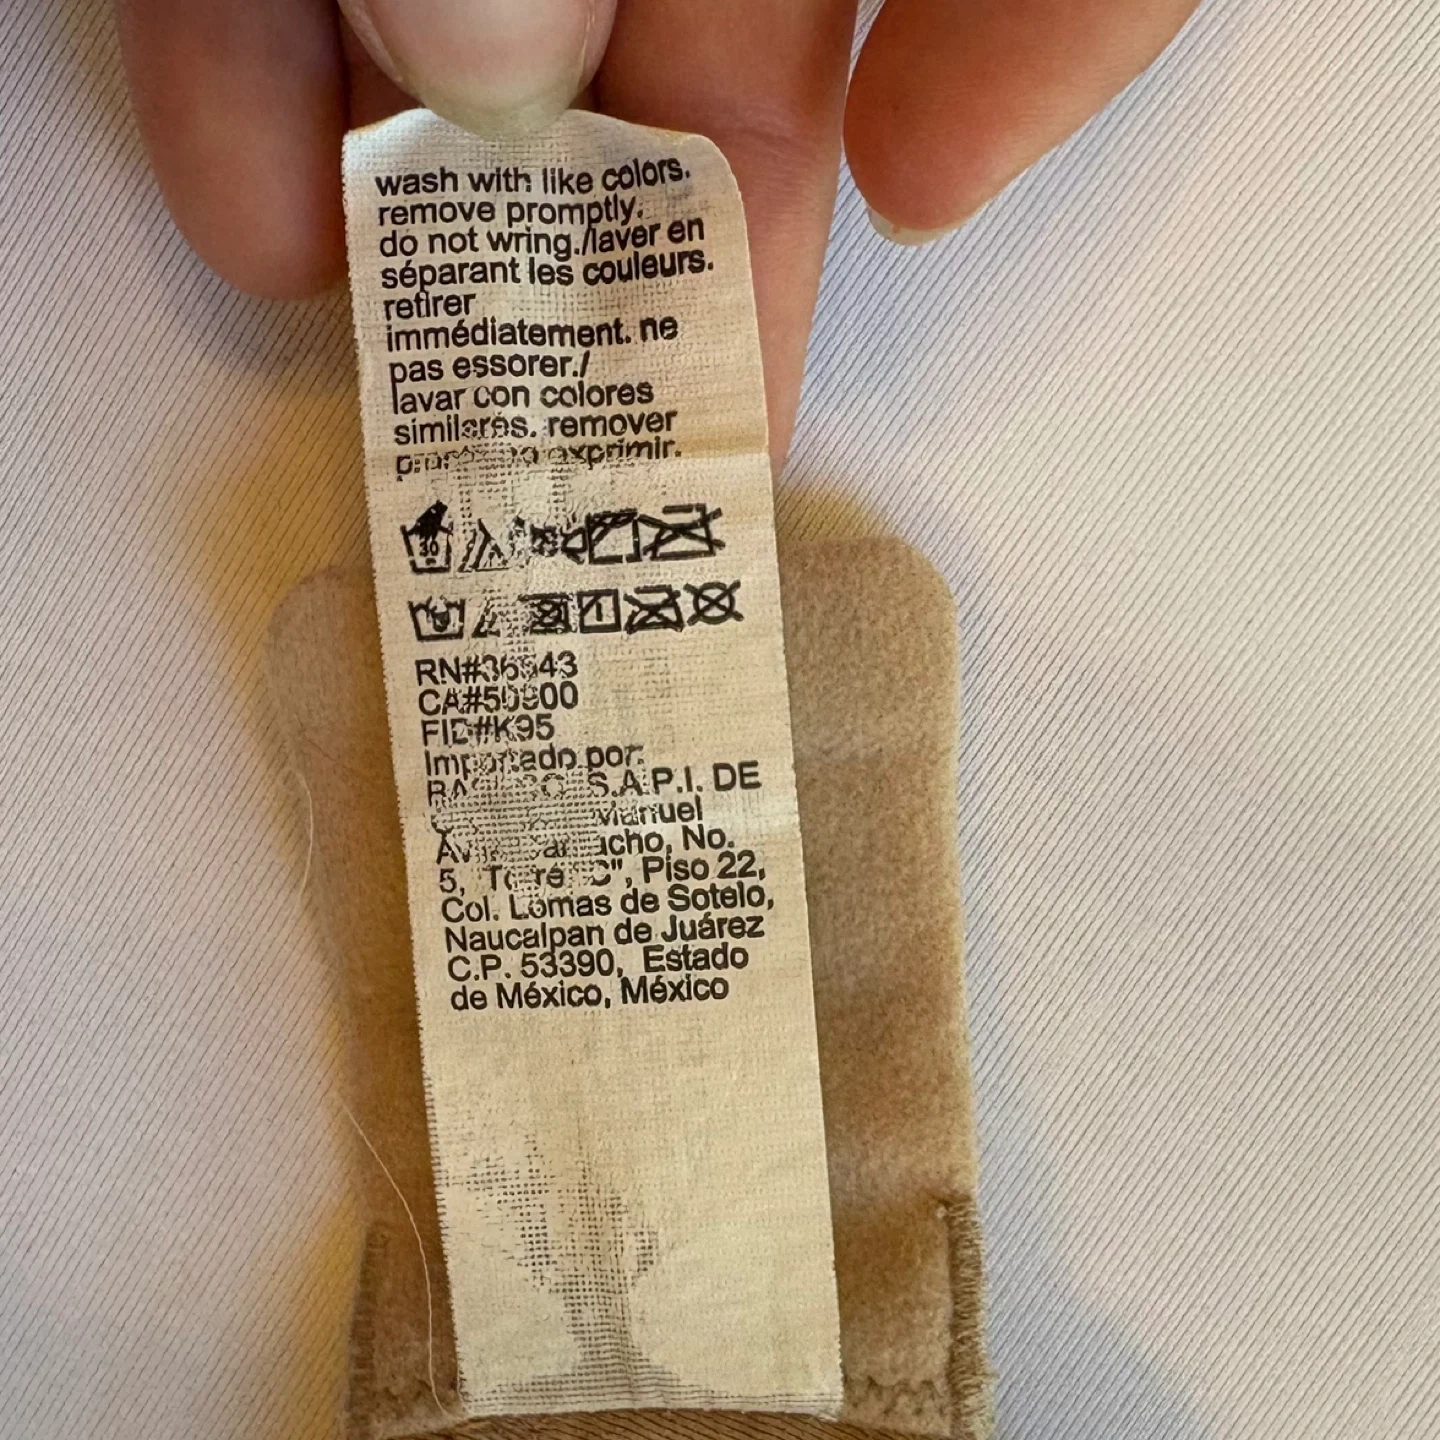 wash with like colors.
remove promptly.
do not wring./laver en
séparant les couleurs.
retirer
immédiatement. ne
pas essorer./
lavar con colores
similares. remover
exprimir.
30
RN#36543
CA#50900
FID#K95
Importado por:
S.A.P.I. DE
Manuel
No.
5, Torre "C", Piso 22,
Col. Lomas de Sotelo,
Naucalpan de Juárez
C.P. 53390, Estado
de México, México